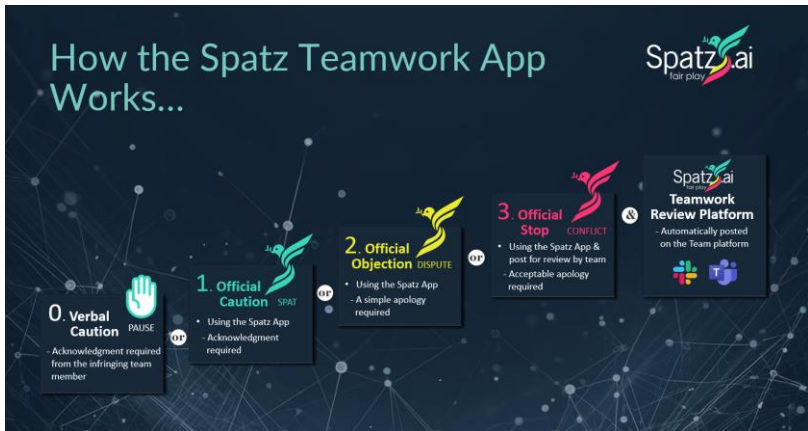 How the Spatz Teamwork App
Works...
Spatz.ai
fair play
0. Verbal
Caution
PAUSE
- Acknowledgment required
from the infringing team
member
or
1. Official
Caution SPAT
• Using the Spatz App
- Acknowledgment
required
or
2. Official
Objection DISPUTE
• Using the Spatz App
- A simple apology
required
or
3. Official
Stop CONFLICT
• Using the Spatz App &
post for review by team
- Acceptable apology
required
&
Spatz.ai
fair play
Teamwork
Review Platform
- Automatically posted
on the Team platform
T